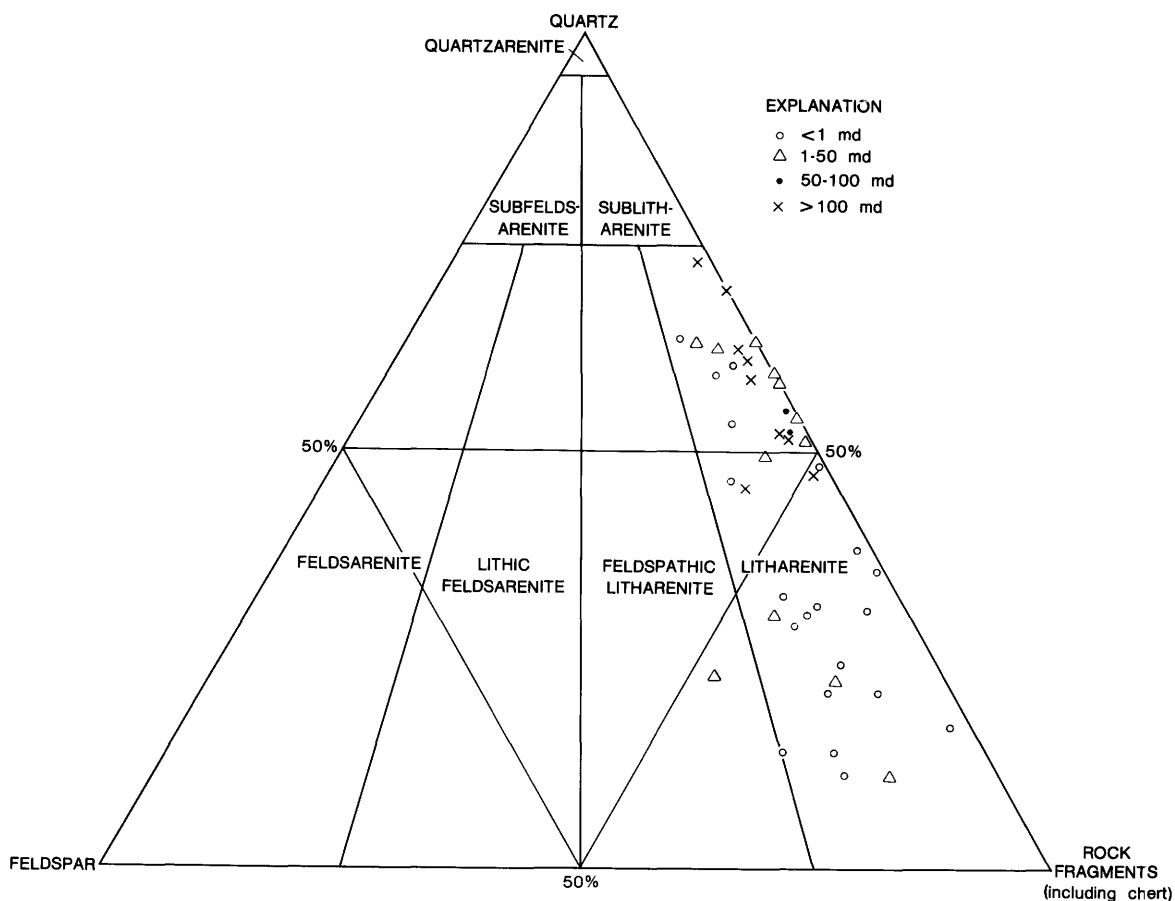 QUARTZ
QUARTZARENITE
EXPLANATION
<1 md
1-50 md
50-100 md
>100 md
SUBFELDS-
ARENITE
SUBLITH-
ARENITE
50%
50%
FELDSARENITE
LITHIC
FELDSARENITE
FELDSPATHIC
LITHARENITE
LITHARENITE
FELDSPAR
50%
ROCK
FRAGMENTS
(including chert)